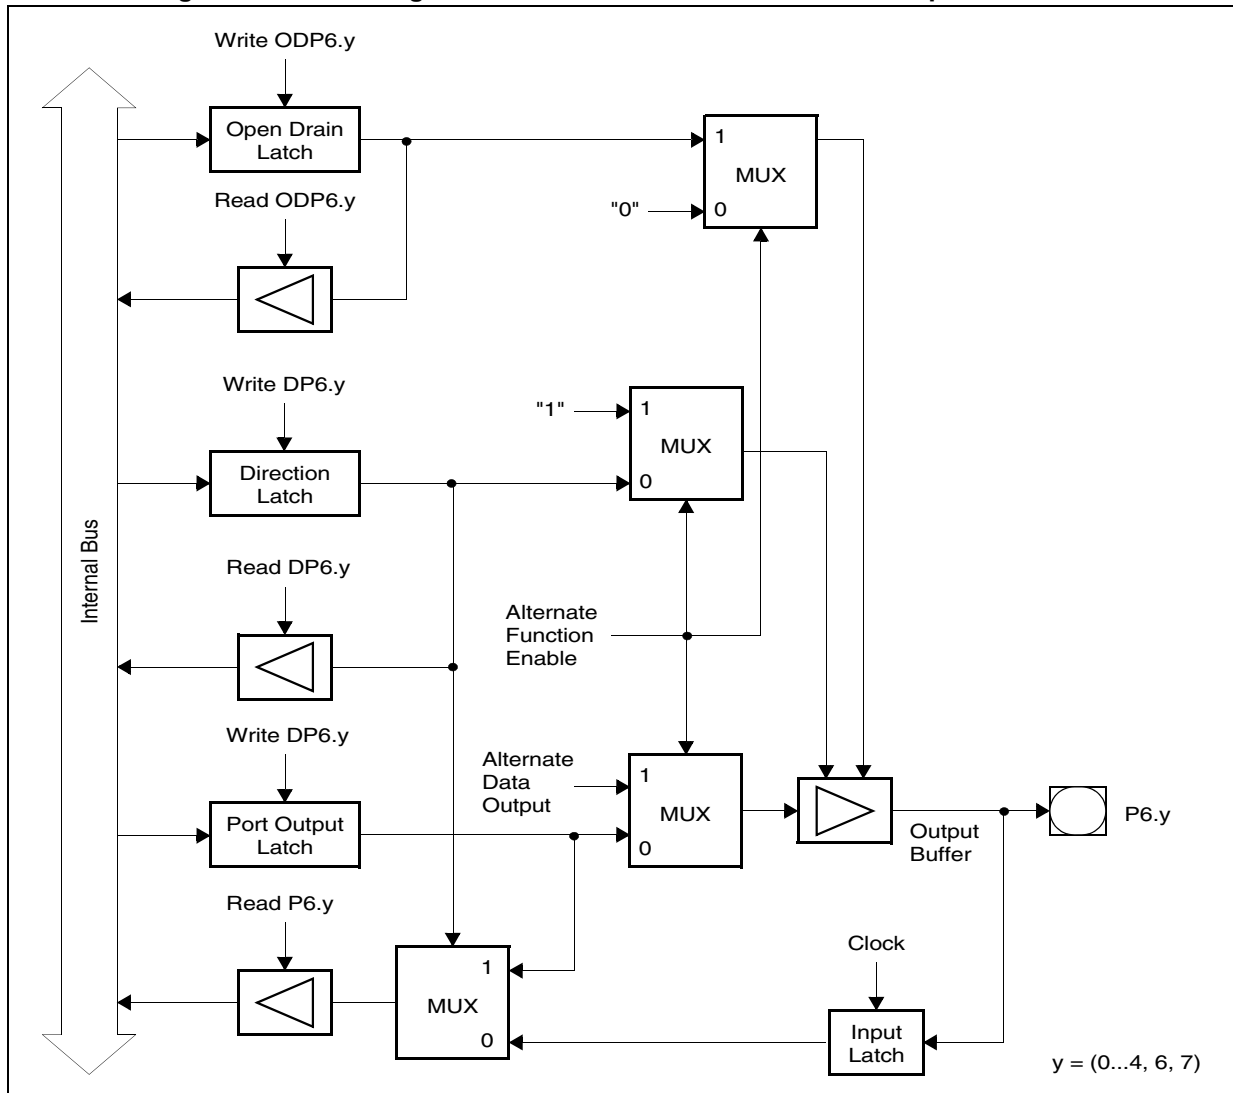 Write ODP6.y
Open Drain
Latch
1
MUX
"0"
0
Read ODP6.y
Write DP6.y
"1"
1
MUX
Direction
Latch
0
Internal Bus
Read DP6.y
Alternate
Function
Enable
Write DP6.y
Alternate
Data
Output
1
MUX
0
Port Output
Latch
Output
Buffer
P6.y
Read P6.y
1
MUX
0
Clock
Input
Latch
y = (0...4, 6, 7)